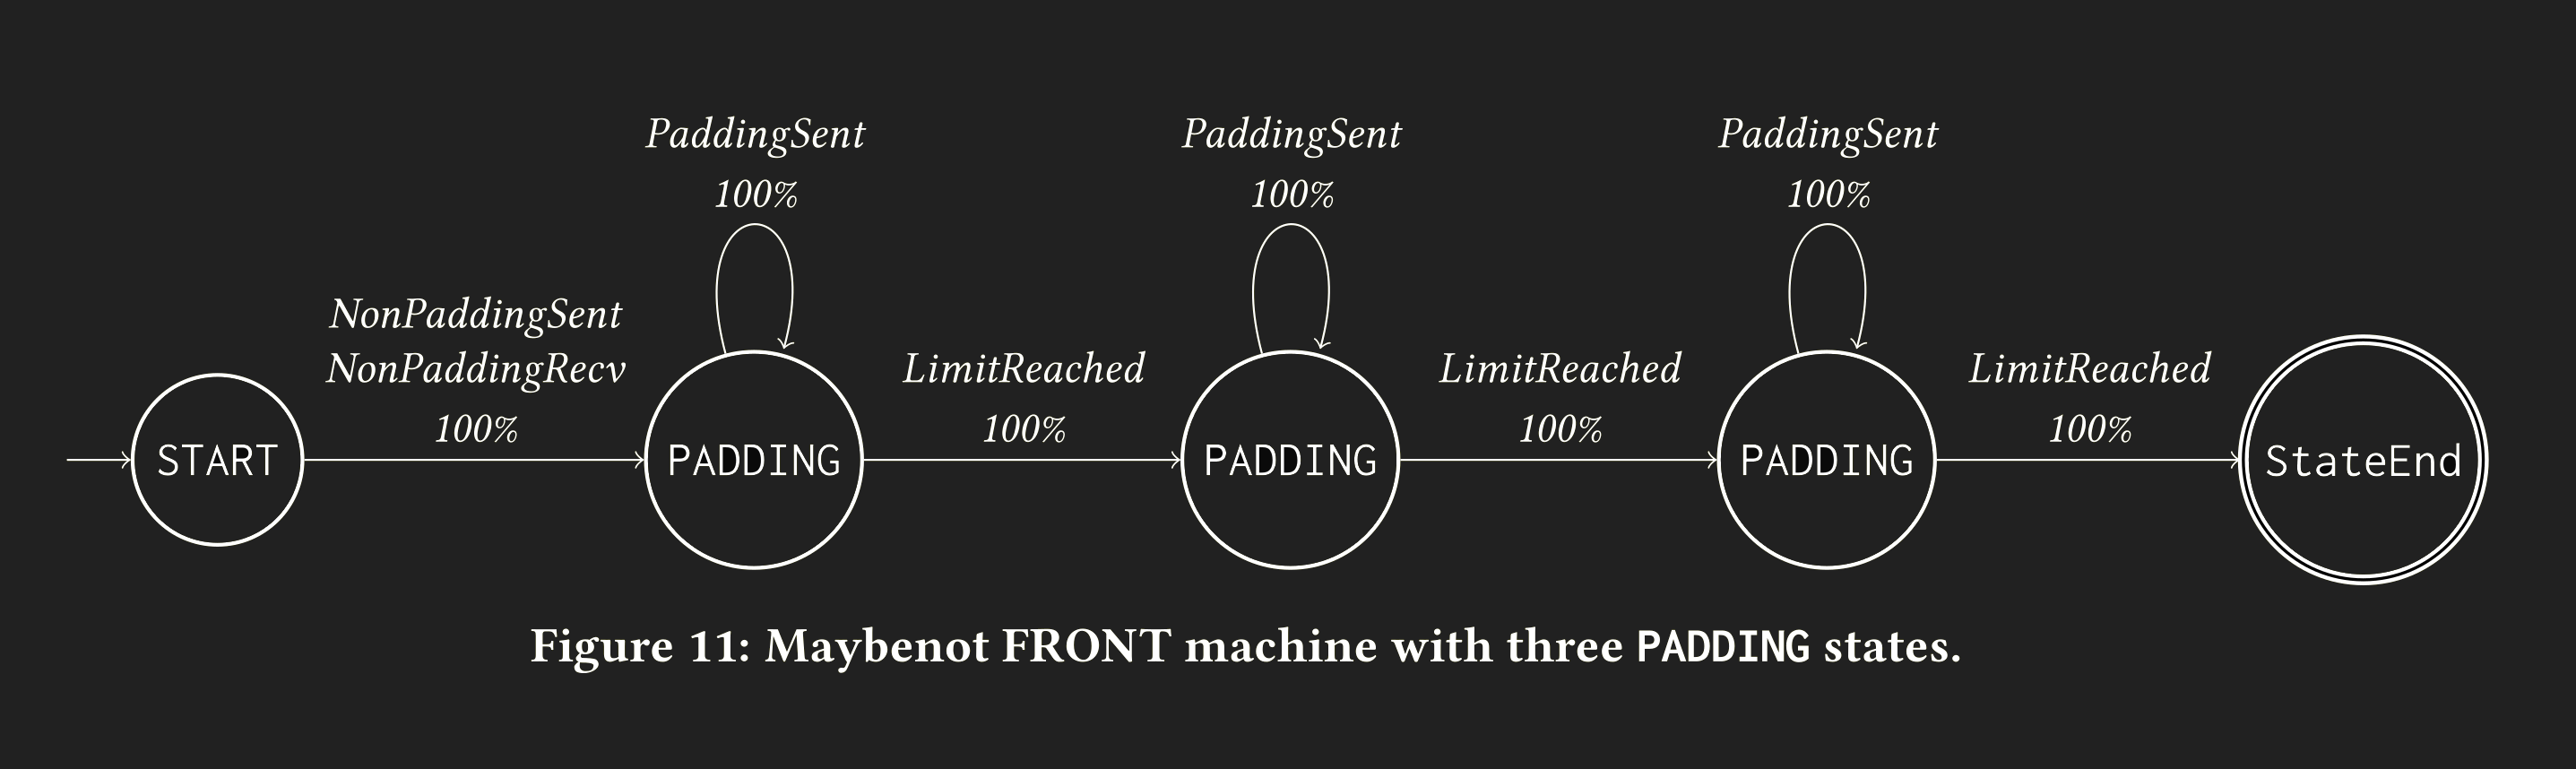 PaddingSent
100%
PaddingSent
100%
PaddingSent
100%
NonPaddingSent
NonPaddingRecv
100%
LimitReached
100%
LimitReached
100%
LimitReached
100%
START
PADDING
PADDING
PADDING
StateEnd
Figure 11: Maybenot FRONT machine with three PADDING states.